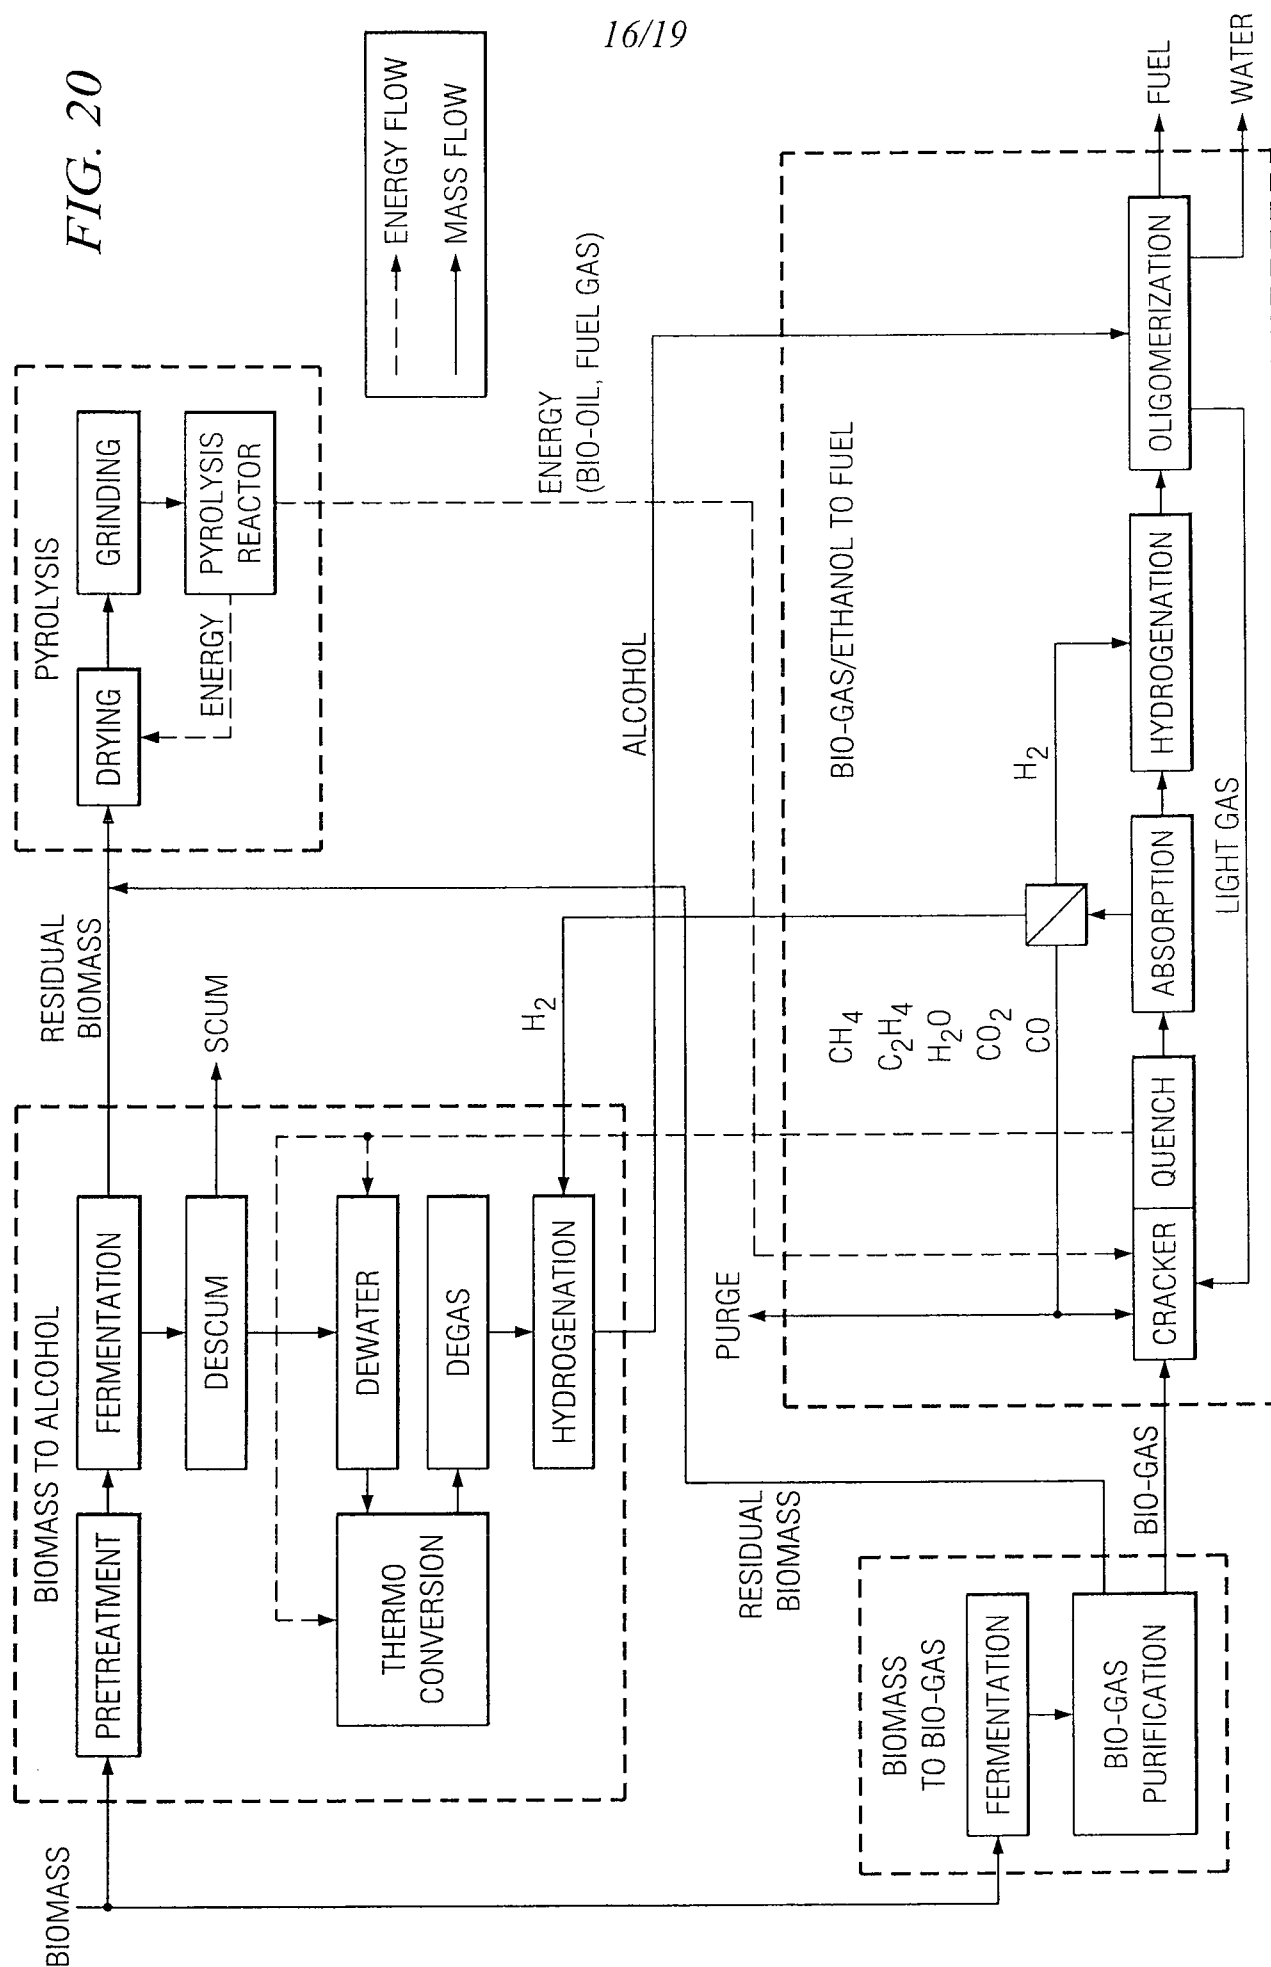 16/19
FIG. 20
ENERGY FLOW
MASS FLOW
BIOMASS
BIOMASS TO ALCOHOL
PRETREATMENT
FERMENTATION
DESCUM
SCUM
DEWATER
THERMO
CONVERSION
DEGAS
HYDROGENATION
H2
RESIDUAL
BIOMASS
PYROLYSIS
DRYING
GRINDING
ENERGY
PYROLYSIS
REACTOR
ENERGY
(BIO-OIL, FUEL GAS)
ALCOHOL
BIOMASS
TO BIO-GAS
FERMENTATION
BIO-GAS
PURIFICATION
RESIDUAL
BIOMASS
BIO-GAS
BIO-GAS/ETHANOL TO FUEL
PURGE
CH4
C2H4
H2O
CO2
CO
H2
CRACKER
QUENCH
ABSORPTION
HYDROGENATION
OLIGOMERIZATION
LIGHT GAS
FUEL
WATER